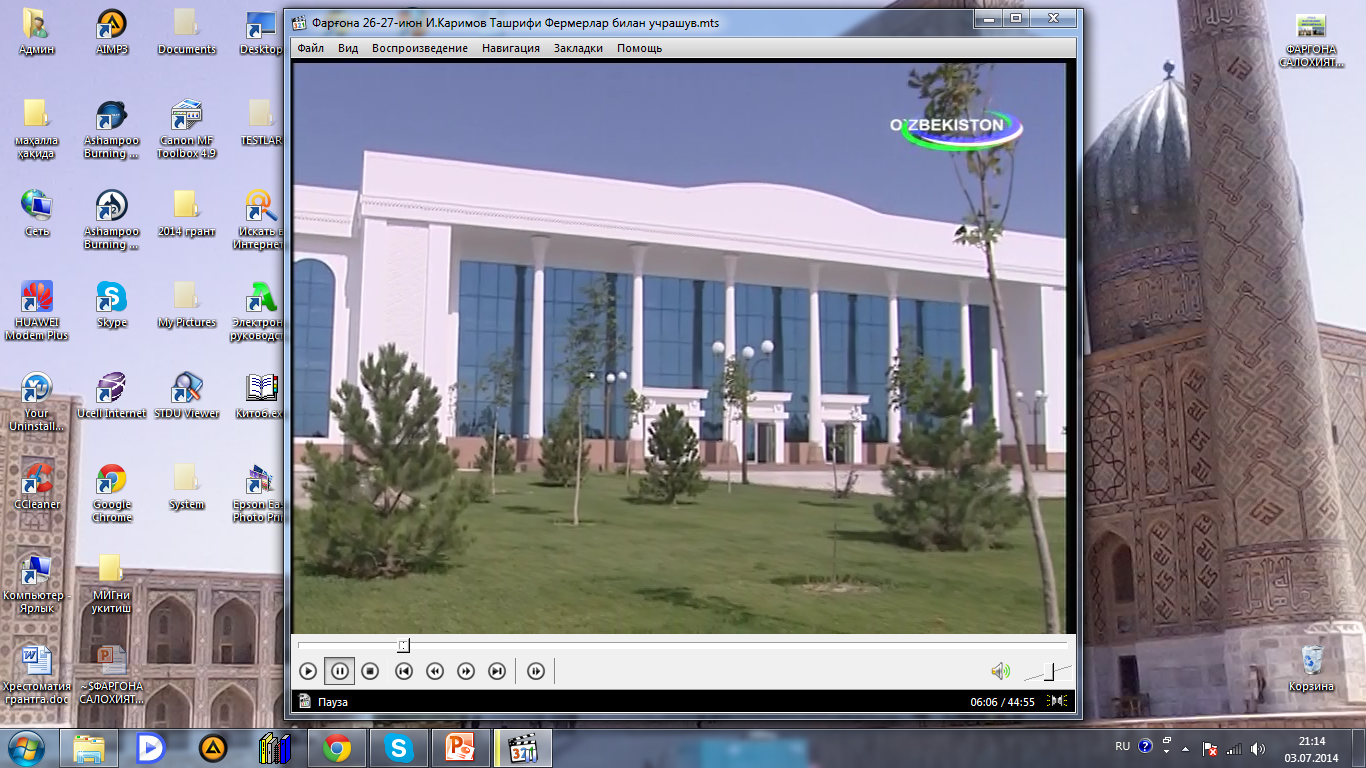 Фарғона 26-27-июн И.Каримов Ташрифи Фермерлар билан учрашув.mts
Файл Вид Воспроизведение Навигация Закладки Помощь
O'ZBEKISTON
Пауза
06:06 / 44:55
Админ
AIMP3
Documents
Desktop
маҳалла
ҳақида
Ashampoo
Burning ...
Canon MF
Toolbox 4.9
TESTLAR
Сеть
Ashampoo
Burning ...
2014 грант
Искать в
Интернет
HUAWEI
Modem Plus
Skype
My Pictures
Электрон
руководст
Your
Uninstall...
Ucell Internet
STDU Viewer
Китоб.ex
CCleaner
Google
Chrome
System
Epson Eas
Photo Pri
Компьютер -
Ярлык
МИГни
укитиш
Хрестоматия
грантга.doc
~$ФАРГОНА
САЛОХИЯТ...
ФАРГОНА
САЛОХИЯТ...
Корзина
RU
21:14
03.07.2014